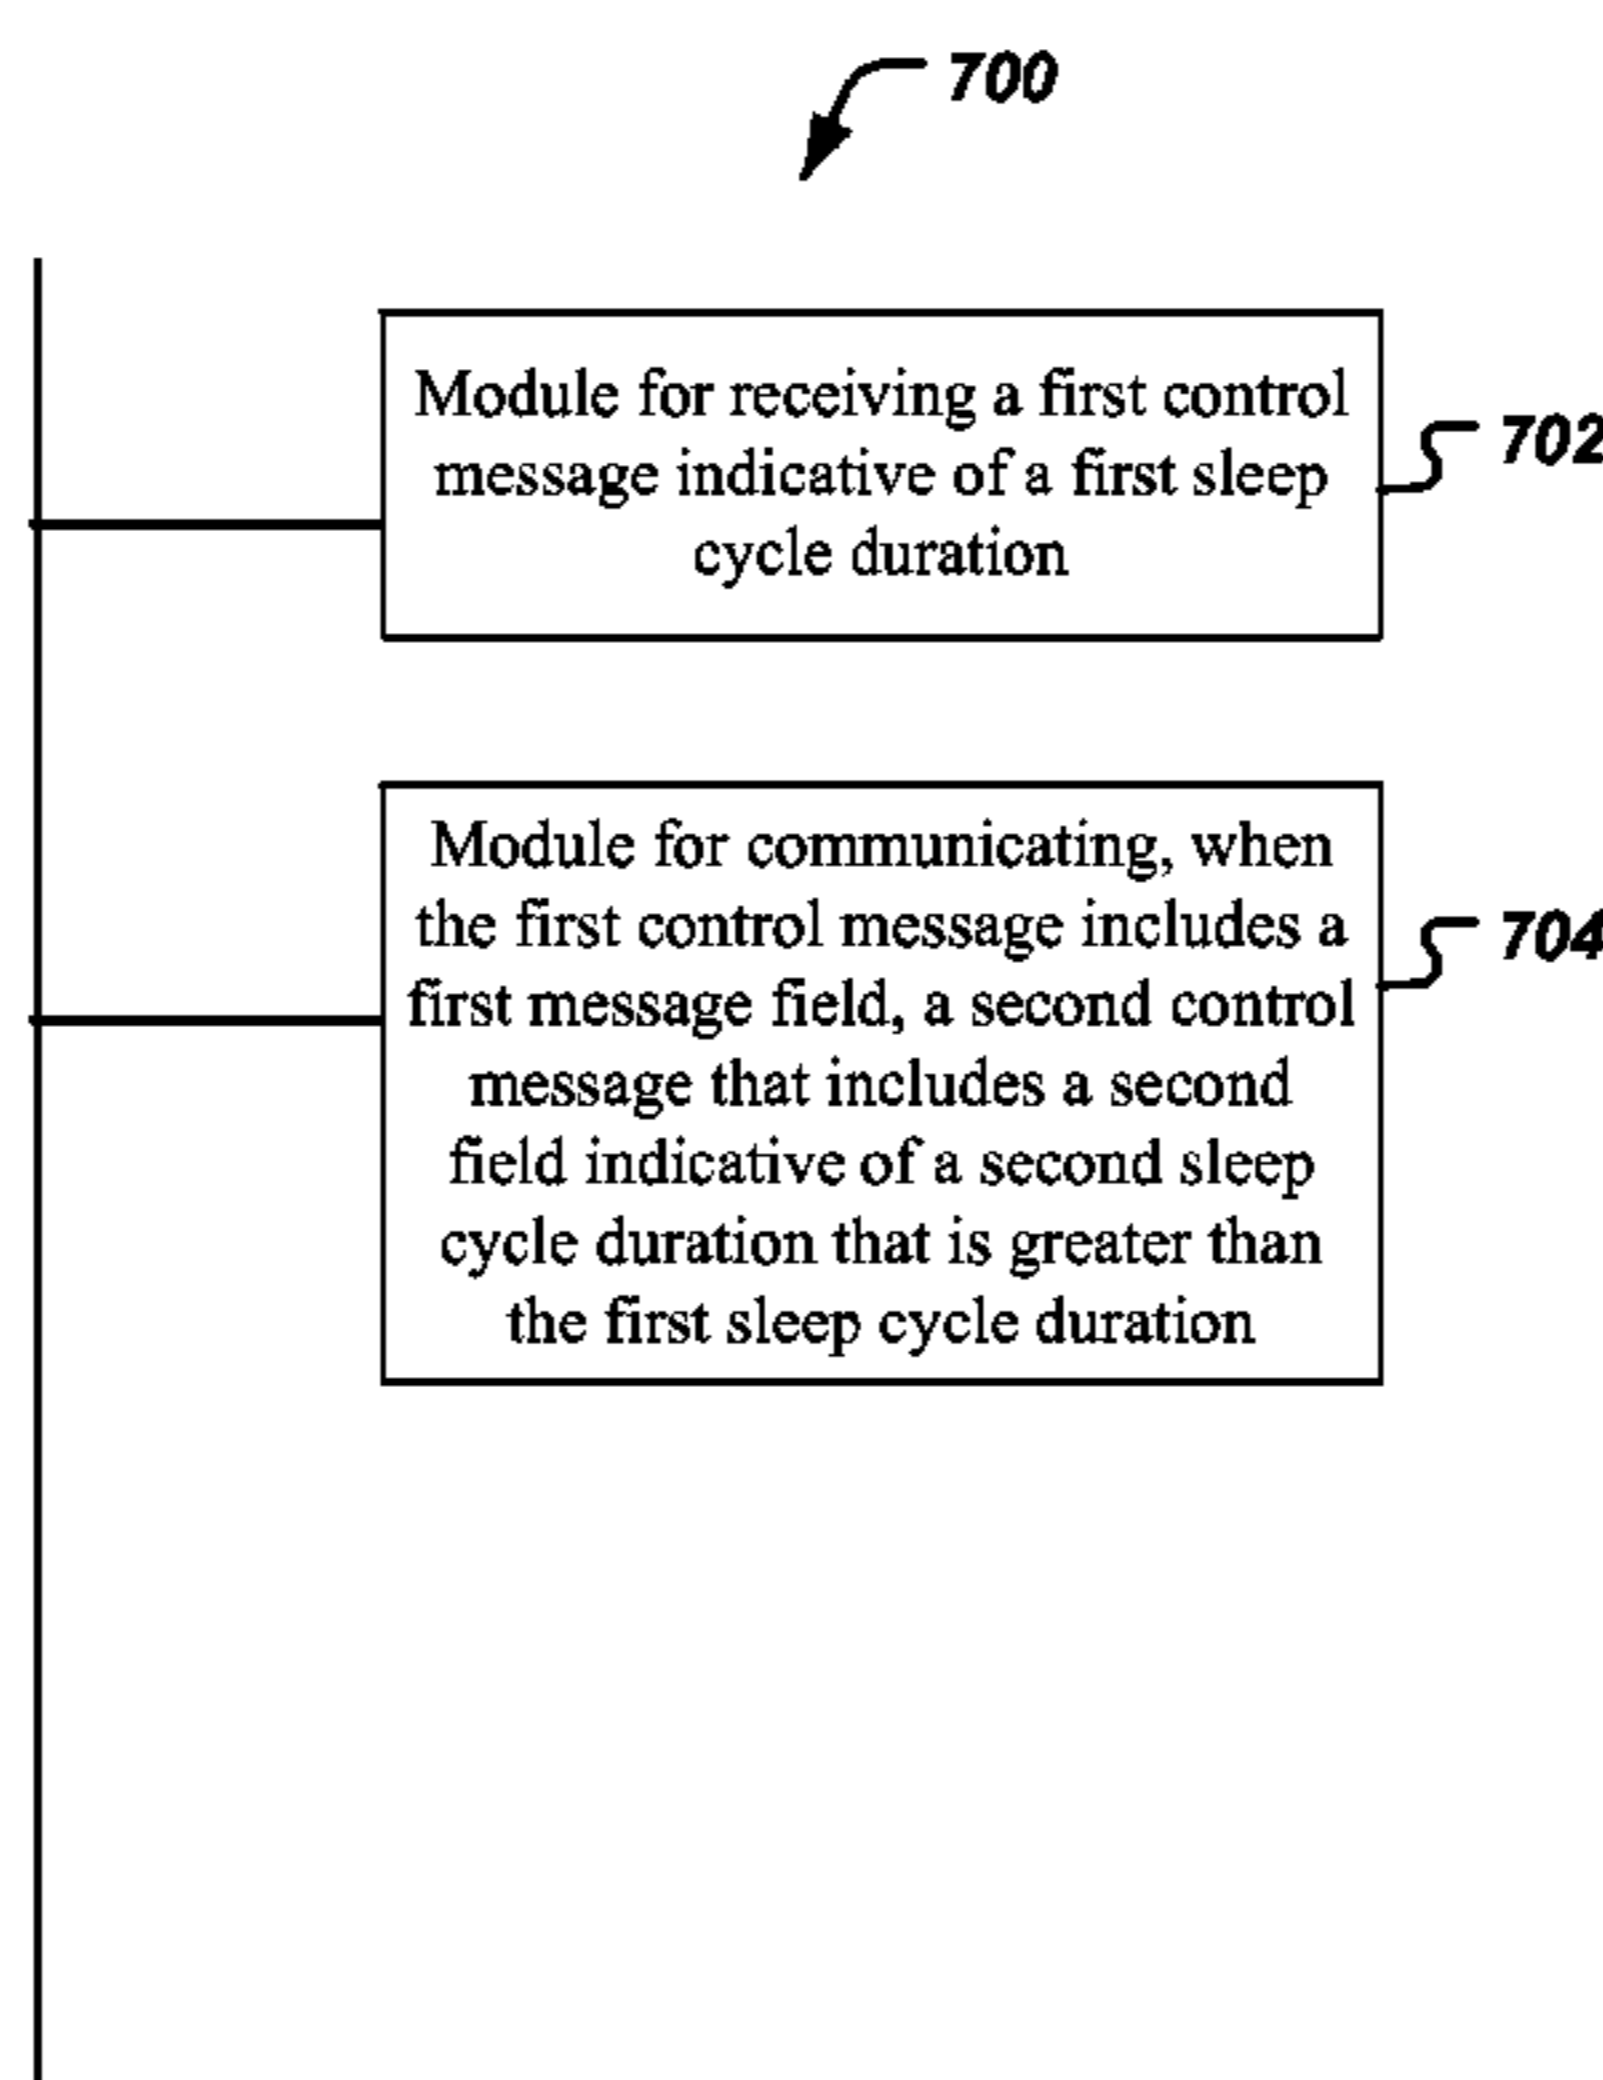 700
Module for receiving a first control
message indicative of a first sleep
cycle duration
702
Module for communicating, when
the first control message includes a
first message field, a second control
message that includes a second
field indicative of a second sleep
cycle duration that is greater than
the first sleep cycle duration
704